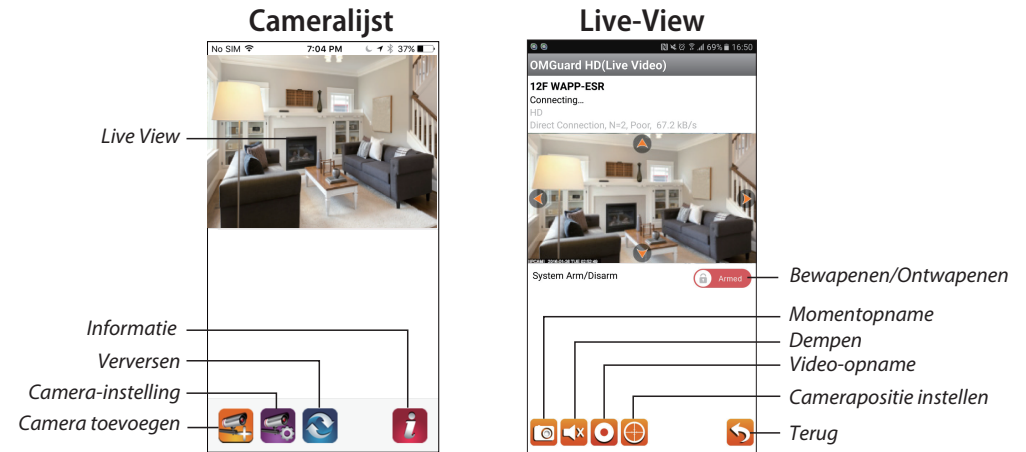 Cameralijst
No SIM 7:04 PM 37%
Live View
Informatie
Verversen
Camera-instelling
Camera toevoegen
Live-View
69% 16:50
OMGuard HD(Live Video)
12F WAPP-ESR
Connecting...
HD
Direct Connection, N=2, Poor, 67.2 kB/s
System Arm/Disarm
Armed
Bewapenen/Ontwapenen
Momentopname
Dempen
Video-opname
Camerapositie instellen
Terug